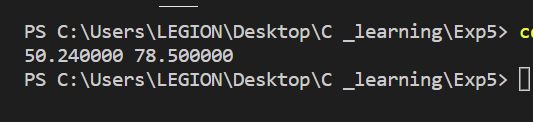 PS C:\Users\LEGION\Desktop\C _learning\Exp5>
50.240000 78.500000
PS C:\Users\LEGION\Desktop\C _learning\Exp5>